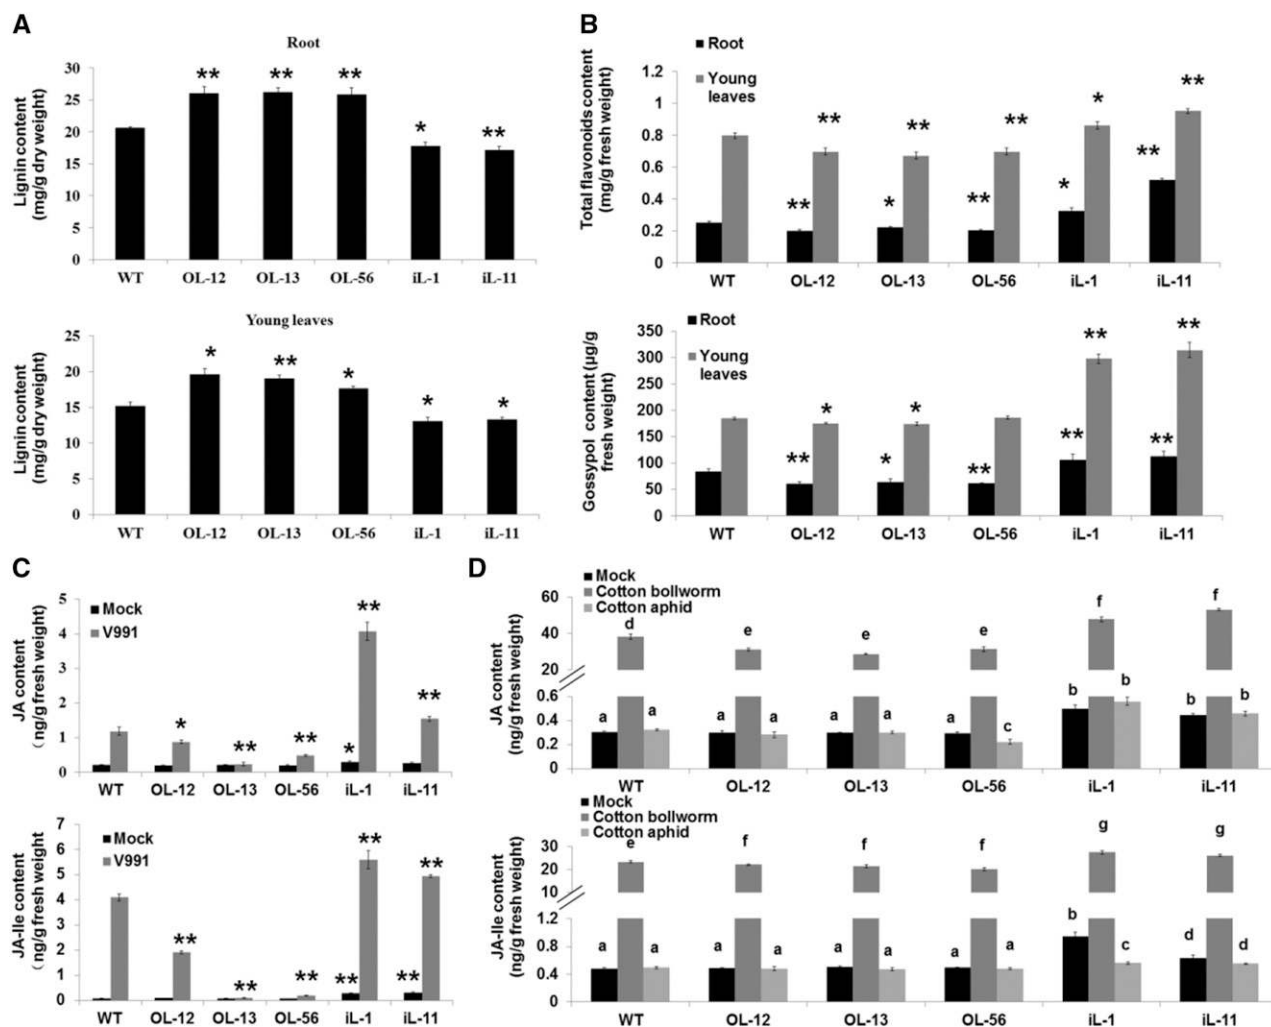 A
Root
Lignin content
(mg/g dry weight)
30
25
20
15
10
5
0
** ** ** * **
WT OL-12 OL-13 OL-56 iL-1 iL-11
Young leaves
Lignin content
(mg/g dry weight)
25
20
15
10
5
0
* ** * * *
WT OL-12 OL-13 OL-56 iL-1 iL-11
B
Root
Young
leaves
Total flavonoids content
(mg/g fresh weight)
1.2
1
0.8
0.6
0.4
0.2
0
** ** ** * **
** * ** * **
WT OL-12 OL-13 OL-56 iL-1 iL-11
Root
Young
leaves
Gossypol content (µg/g
fresh weight)
350
300
250
200
150
100
50
0
* * ** **
** * ** ** **
WT OL-12 OL-13 OL-56 iL-1 iL-11
C
Mock
V991
JA content
(ng/g fresh weight)
5
4
3
2
1
0
* ** ** * ** **
WT OL-12 OL-13 OL-56 iL-1 iL-11
Mock
V991
JA-Ile content
(ng/g fresh weight
7
6
5
4
3
2
1
0
** ** ** ** ** ** **
WT OL-12 OL-13 OL-56 iL-1 iL-11
D
Mock
Cotton bollworm
Cotton aphid
JA content
(ng/g fresh weight)
60
40
20
0.6
0.4
0.2
0
d e e e f f
a a a a a a a c b b b b
WT OL-12 OL-13 OL-56 iL-1 iL-11
Mock
Cotton bollworm
Cotton aphid
JA-Ile content
(ng/g fresh weight)
30
20
10
1.2
0.8
0.4
0
e f f f g g
a a a a a a a a b c d d
WT OL-12 OL-13 OL-56 iL-1 iL-11